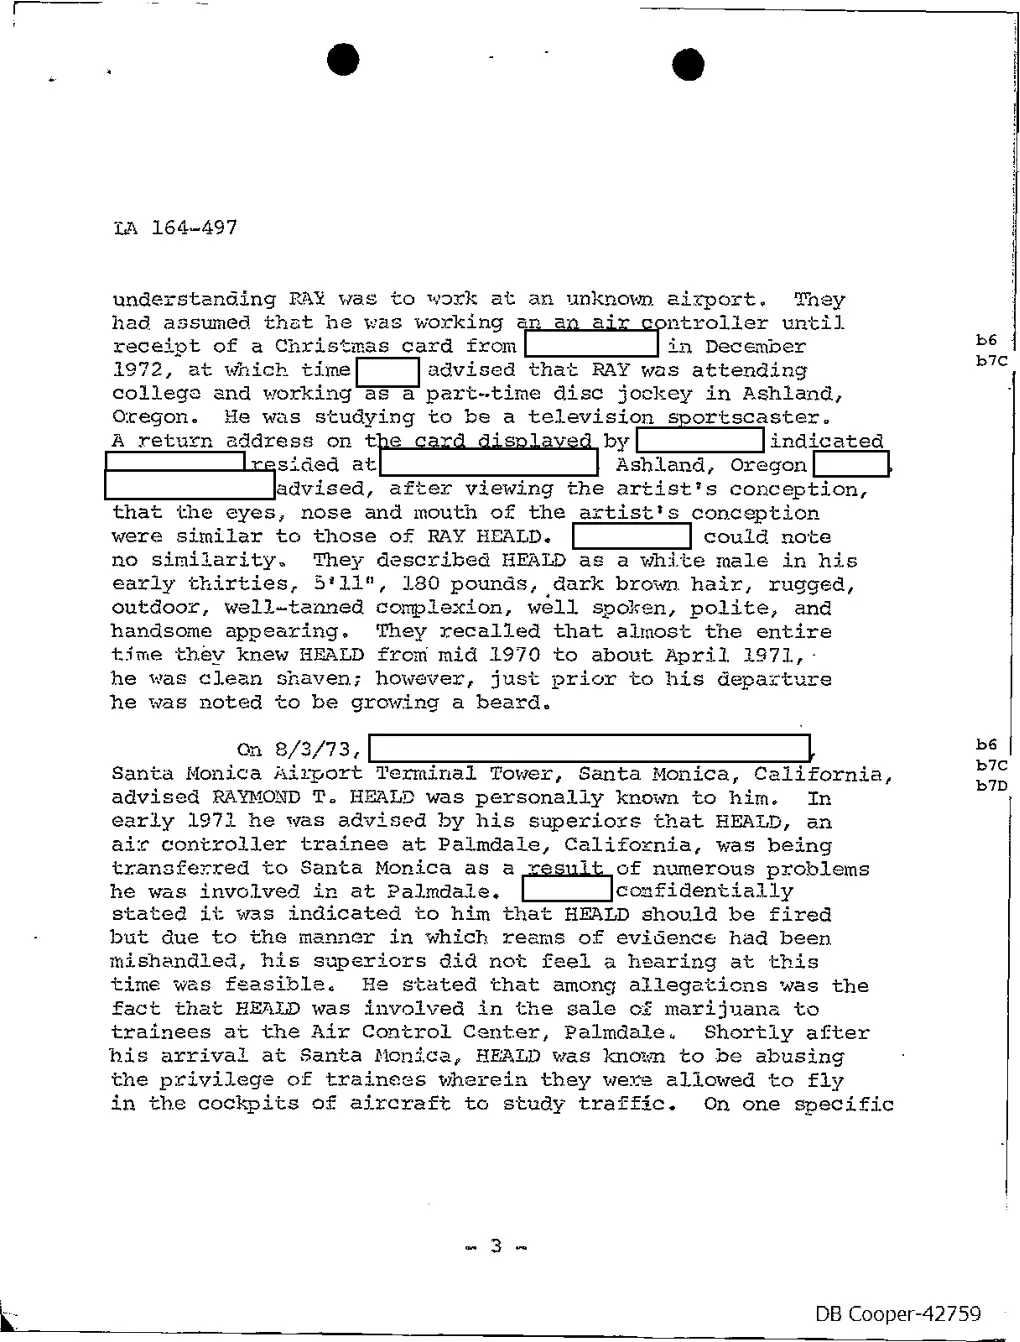 LA 164-497
understanding RAY was to work at an unknown airport. They
had assumed that he was working an an air controller until
receipt of a Christmas card from in December
1972, at which time advised that RAY was attending
college and working as a part-time disc jockey in Ashland,
Oregon. He was studying to be a television sportscaster.
A return address on the card displayed by indicated
resided at Ashland, Oregon ,
advised, after viewing the artist's conception,
that the eyes, nose and mouth of the artist's conception
were similar to those of RAY HEALD. could note
no similarity. They described HEALD as a white male in his
early thirties, 5'11", 180 pounds, dark brown hair, rugged,
outdoor, well-tanned complexion, well spoken, polite, and
handsome appearing. They recalled that almost the entire
time they knew HEALD from mid 1970 to about April 1971,
he was clean shaven; however, just prior to his departure
he was noted to be growing a beard.
b6
b7C
On 8/3/73, ,
Santa Monica Airport Terminal Tower, Santa Monica, California,
advised RAYMOND T. HEALD was personally known to him. In
early 1971 he was advised by his superiors that HEALD, an
air controller trainee at Palmdale, California, was being
transferred to Santa Monica as a result of numerous problems
he was involved in at Palmdale. confidentially
stated it was indicated to him that HEALD should be fired
but due to the manner in which reams of evidence had been
mishandled, his superiors did not feel a hearing at this
time was feasible. He stated that among allegations was the
fact that HEALD was involved in the sale of marijuana to
trainees at the Air Control Center, Palmdale. Shortly after
his arrival at Santa Monica, HEALD was known to be abusing
the privilege of trainees wherein they were allowed to fly
in the cockpits of aircraft to study traffic. On one specific
b6
b7C
b7D
- 3 -
DB Cooper-42759